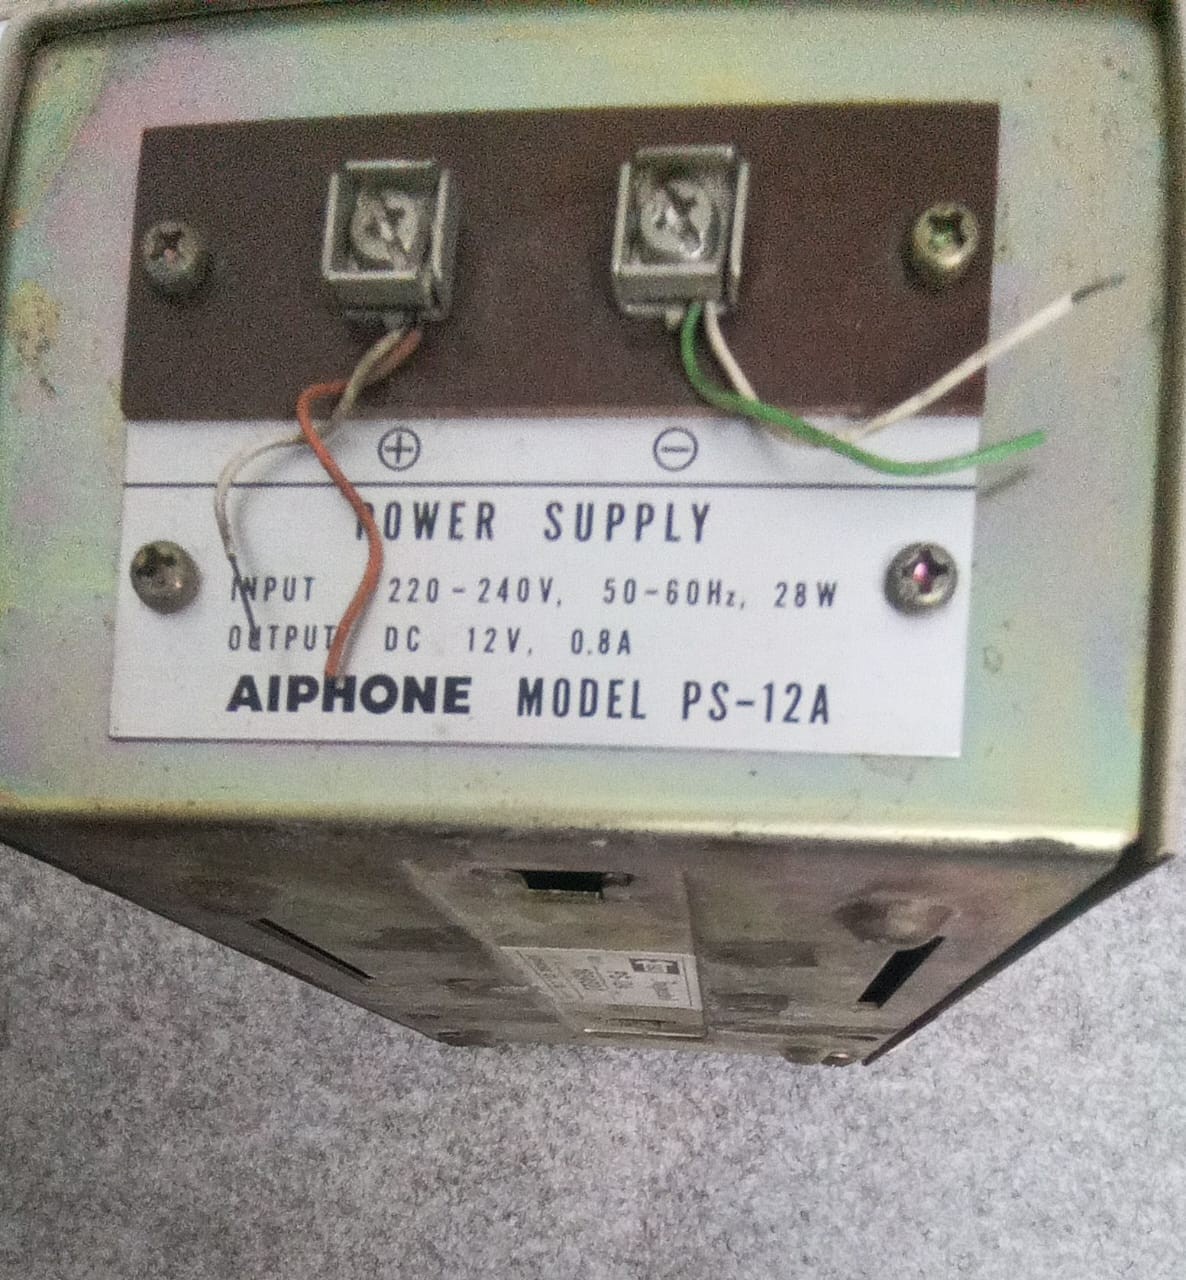 ⊕ ⊖
POWER SUPPLY
INPUT 220-240V, 50-60Hz, 28W
OUTPUT DC 12V, 0.8A
AIPHONE MODEL PS-12A